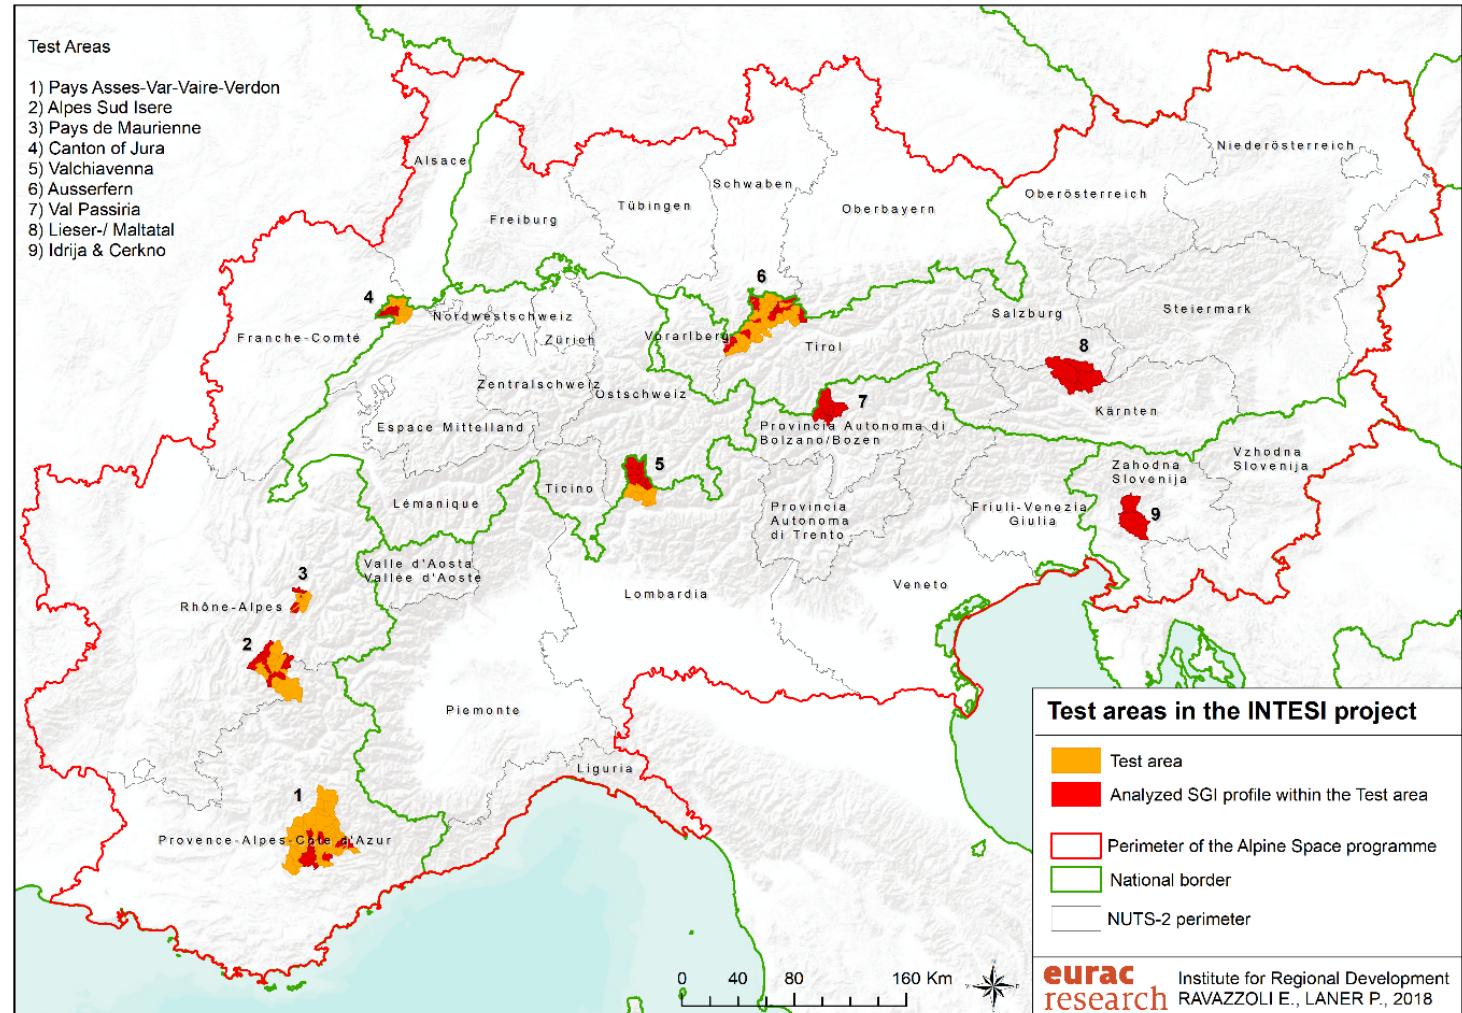 Test Areas
1) Pays Asses-Var-Vaire-Verdon
2) Alpes Sud Isere
3) Pays de Maurienne
4) Canton of Jura
5) Valchiavenna
6) Ausserfern
7) Val Passiria
8) Lieser-/ Maltatal
9) Idrija & Cerkno
Alsace
Freiburg
Tübingen
Schwaben
Oberbayern
Oberösterreich
Niederösterreich
6
4
Franche-Comté
Nordwestschweiz
Zürich
Vorarlberg
Tirol
Salzburg
Steiermark
8
Zentralschweiz
Ostschweiz
7
Kärnten
Espace Mittelland
Provincia Autonoma di
Bolzano/Bozen
5
Zahodna
Slovenija
Vzhodna
Slovenija
Lémanique
Ticino
Provincia
Autonoma
di Trento
Friuli-Venezia
Giulia
9
3
Valle d'Aosta
Vallée d'Aoste
Rhône-Alpes
Lombardia
Veneto
2
Piemonte
Liguria
1
Provence-Alpes-Côte d'Azur
Test areas in the INTESI project
Test area
Analyzed SGI profile within the Test area
Perimeter of the Alpine Space programme
National border
NUTS-2 perimeter
0 40 80 160 Km
eurac
research
Institute for Regional Development
RAVAZZOLI E., LANER P., 2018